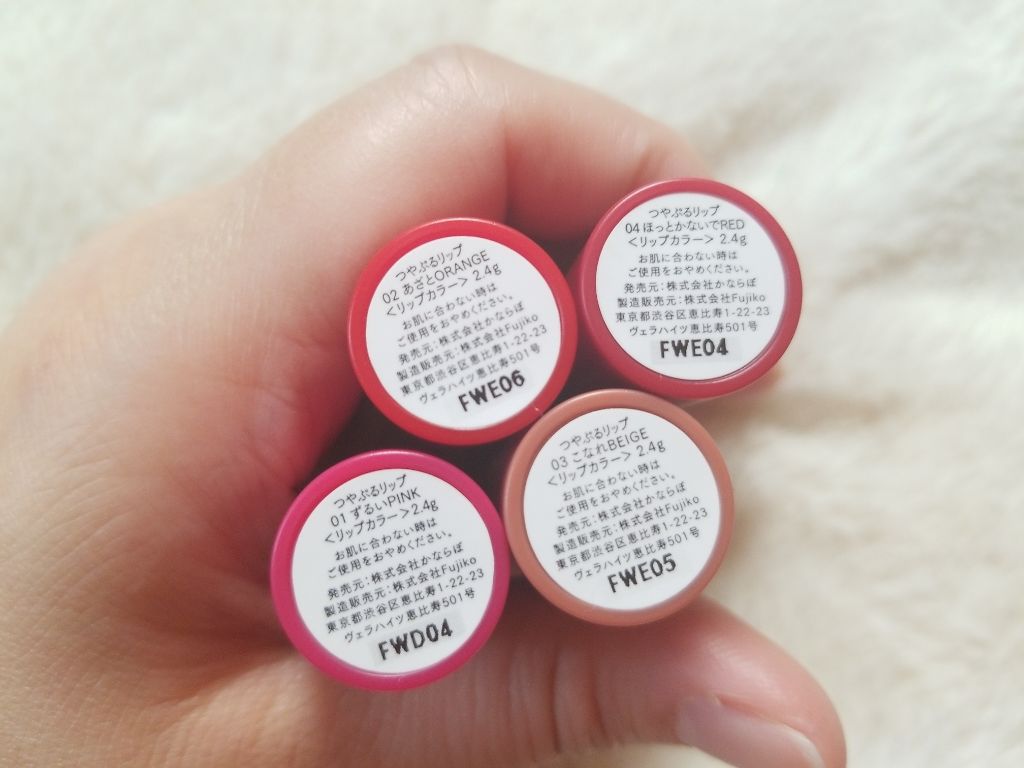 つやぷるリップ
02 あざとORANGE
<リップカラー> 2.4g
お肌に合わない時は
ご使用をおやめください。
発売元:株式会社かならぼ
製造販売元:株式会社Fujiko
東京都渋谷区恵比寿1-22-23
ヴェラハイツ恵比寿501号
FWE06
つやぷるリップ
04 ほっとかないでRED
<リップカラー> 2.4g
お肌に合わない時は
ご使用をおやめください。
発売元:株式会社かならぼ
製造販売元:株式会社Fujiko
東京都渋谷区恵比寿1-22-23
ヴェラハイツ恵比寿501号
FWE04
つやぷるリップ
01 ずるいPINK
<リップカラー>2.4g
お肌に合わない時は
ご使用をおやめください。
発売元:株式会社かならぼ
製造販売元:株式会社Fujiko
東京都渋谷区恵比寿1-22-23
ヴェラハイツ恵比寿501号
FWD04
つやぷるリップ
03 こなれBEIGE
<リップカラー> 2.4g
お肌に合わない時は
ご使用をおやめください。
発売元:株式会社かならぼ
製造販売元:株式会社Fujiko
東京都渋谷区恵比寿1-22-23
ヴェラハイツ恵比寿501号
FWE05